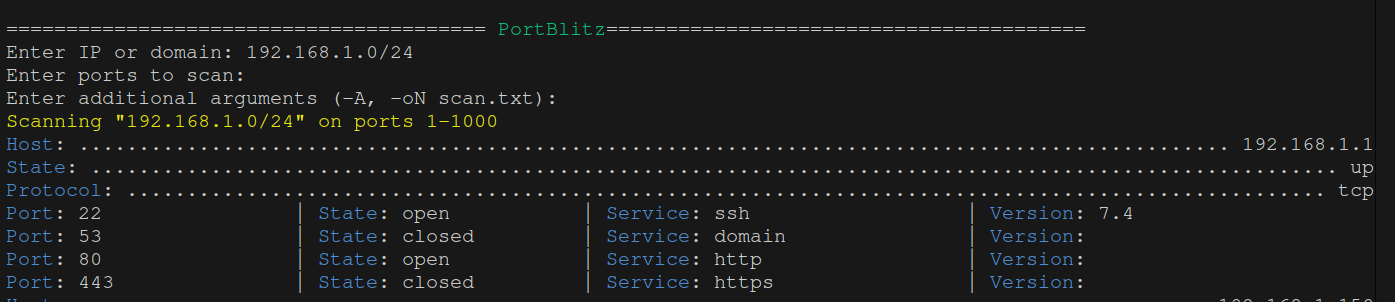 ======================================== PortBlitz========================================
Enter IP or domain: 192.168.1.0/24
Enter ports to scan:
Enter additional arguments (-A, -oN scan.txt):
Scanning "192.168.1.0/24" on ports 1-1000
Host: ................................................................................................ 192.168.1.1
State: ........................................................................................................ up
Protocol: .................................................................................................... tcp
Port: 22 | State: open | Service: ssh | Version: 7.4
Port: 53 | State: closed | Service: domain | Version:
Port: 80 | State: open | Service: http | Version:
Port: 443 | State: closed | Service: https | Version: